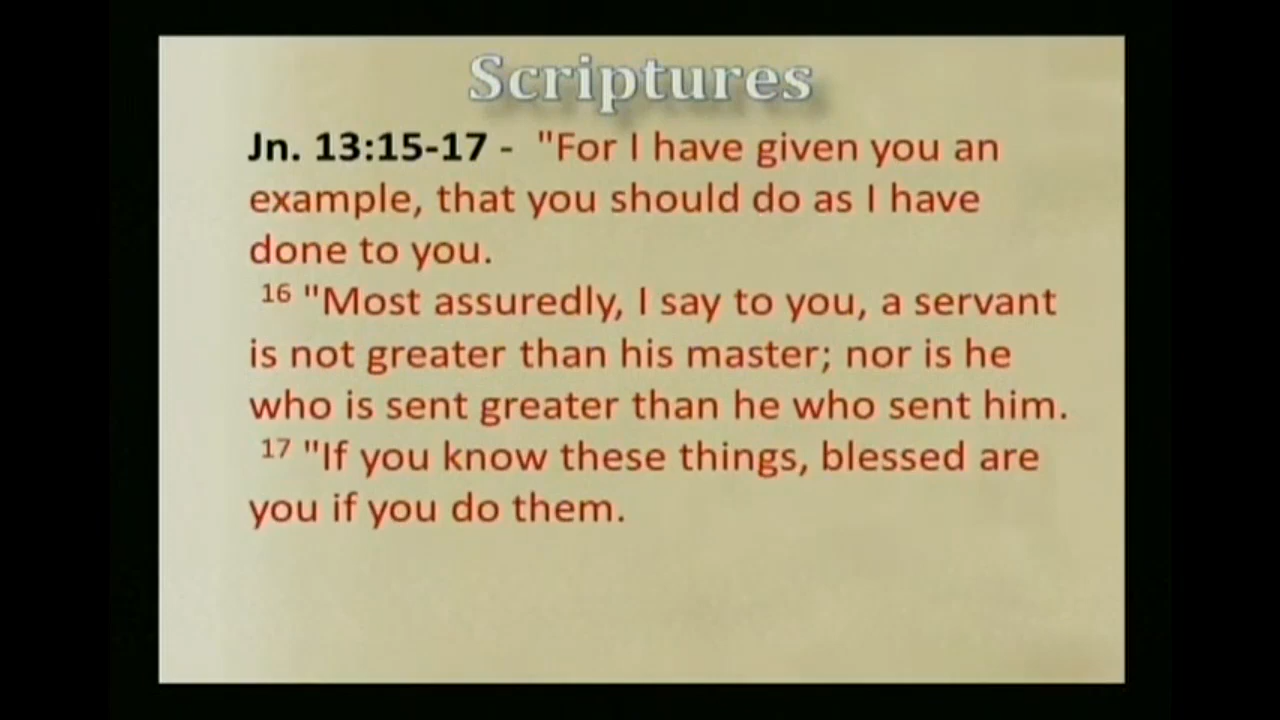 Scriptures
Jn. 13:15-17 - "For I have given you an
example, that you should do as I have
done to you.
16 "Most assuredly, I say to you, a servant
is not greater than his master; nor is he
who is sent greater than he who sent him.
17 "If you know these things, blessed are
you if you do them.